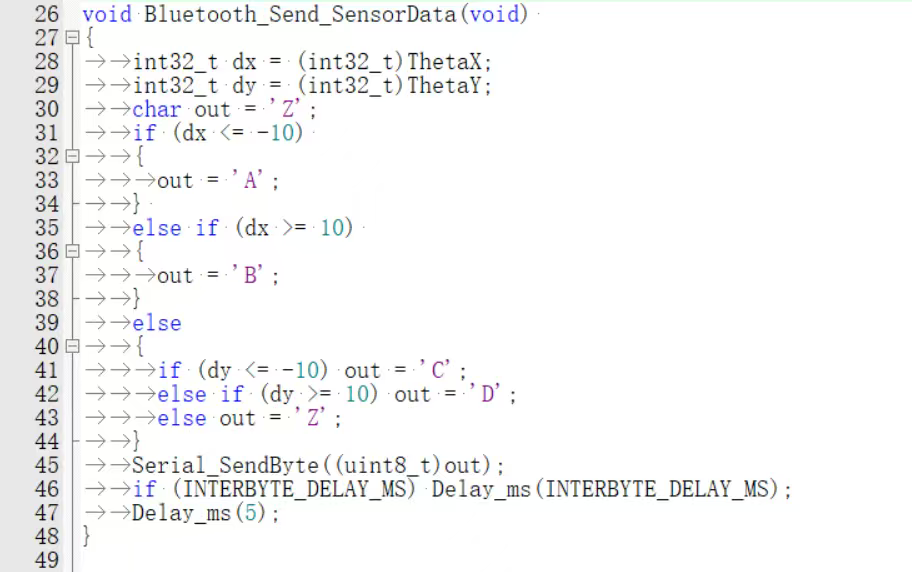 26 void Bluetooth_Send_SensorData(void)
27 {
28 int32_t dx = (int32_t)ThetaX;
29 int32_t dy = (int32_t)ThetaY;
30 char out = 'Z';
31 if (dx <= -10)
32 {
33 out = 'A';
34 }
35 else if (dx >= 10)
36 {
37 out = 'B';
38 }
39 else
40 {
41 if (dy <= -10) out = 'C';
42 else if (dy >= 10) out = 'D';
43 else out = 'Z';
44 }
45 Serial_SendByte((uint8_t)out);
46 if (INTERBYTE_DELAY_MS) Delay_ms(INTERBYTE_DELAY_MS);
47 Delay_ms(5);
48 }
49